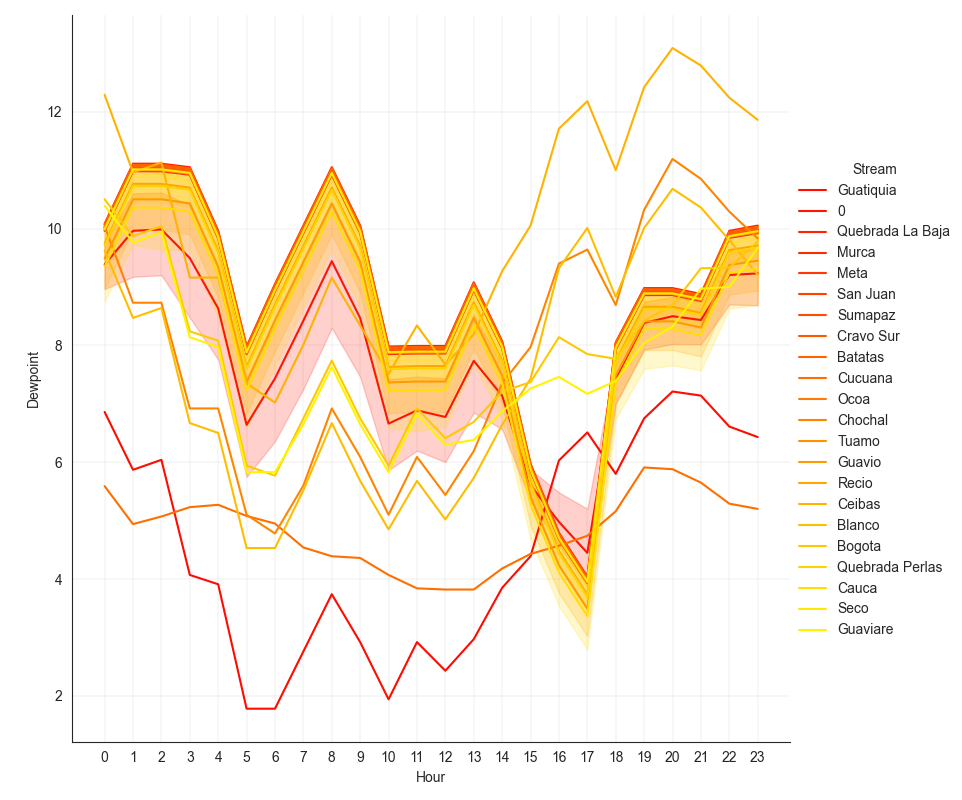 Stream
Guatiquia
0
Quebrada La Baja
Murca
Meta
San Juan
Sumapaz
Cravo Sur
Batatas
Cucuana
Ocoa
Chochal
Tuamo
Guavio
Recio
Ceibas
Blanco
Bogota
Quebrada Perlas
Cauca
Seco
Guaviare
Dewpoint
12
10
8
6
4
2
0 1 2 3 4 5 6 7 8 9 10 11 12 13 14 15 16 17 18 19 20 21 22 23
Hour